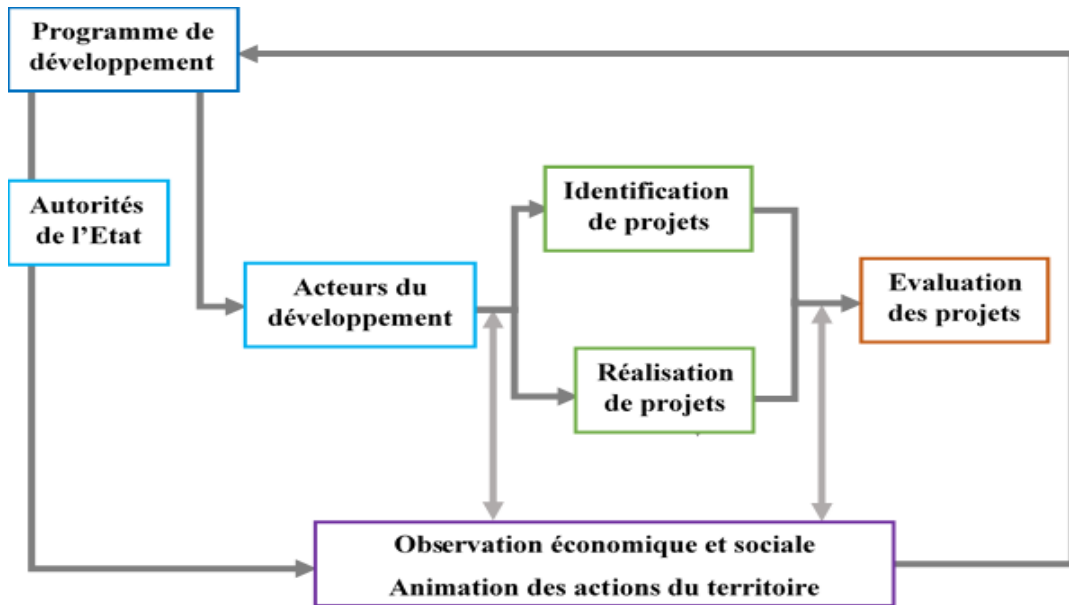 Programme de
développement
Autorités
de l’Etat
Acteurs du
développement
Identification
de projets
Réalisation
de projets
Evaluation
des projets
Observation économique et sociale
Animation des actions du territoire